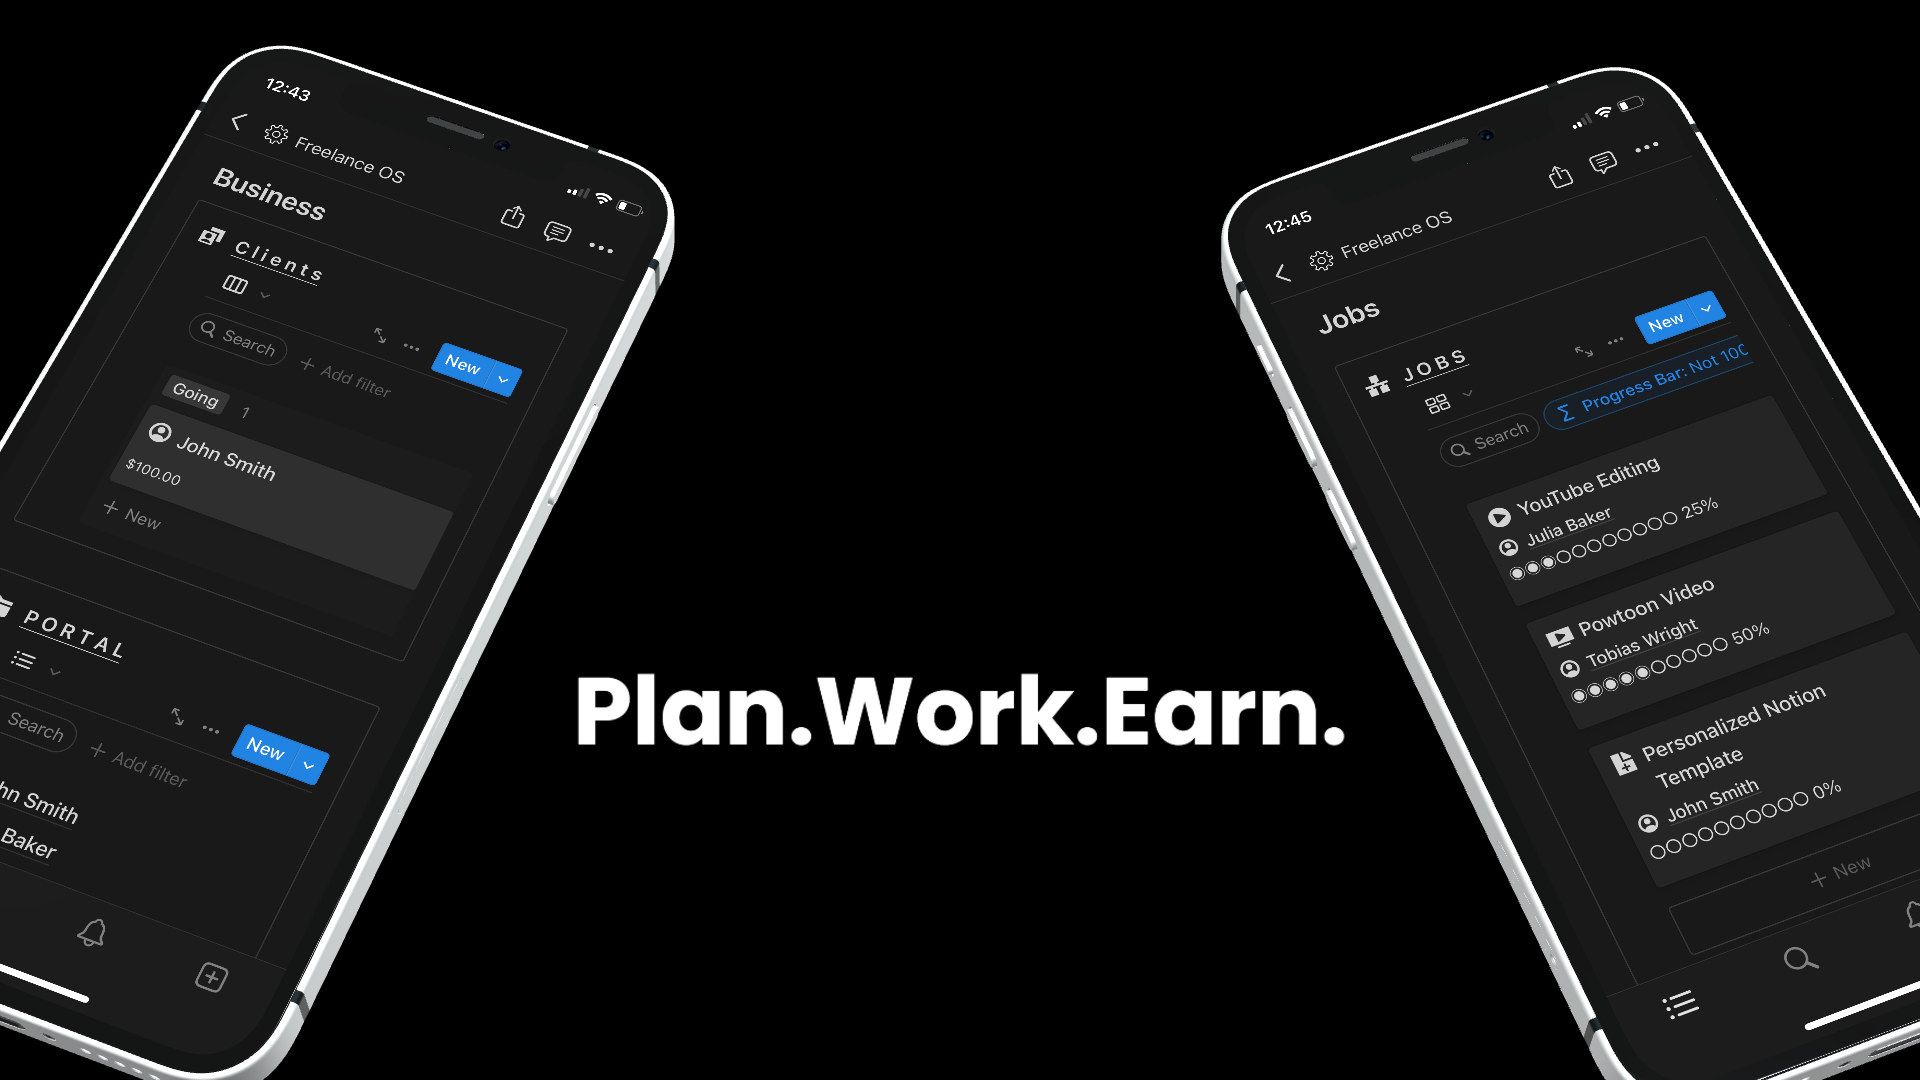 12:43
Freelance OS
Business
Clients
Search
+ Add filter
New
Going 1
John Smith
$100.00
+ New
PORTAL
Search
+ Add filter
New
Smith
Baker
Plan.Work.Earn.
12:45
Freelance OS
Jobs
JOBS
New
Search
Progress Bar: Not 100
YouTube Editing
Julia Baker
◉◉◉○○○○○○○○ 25%
Powtoon Video
Tobias Wright
◉◉◉◉◉○○○○○ 50%
Personalized Notion
Template
John Smith
○○○○○○○○○○ 0%
+ New